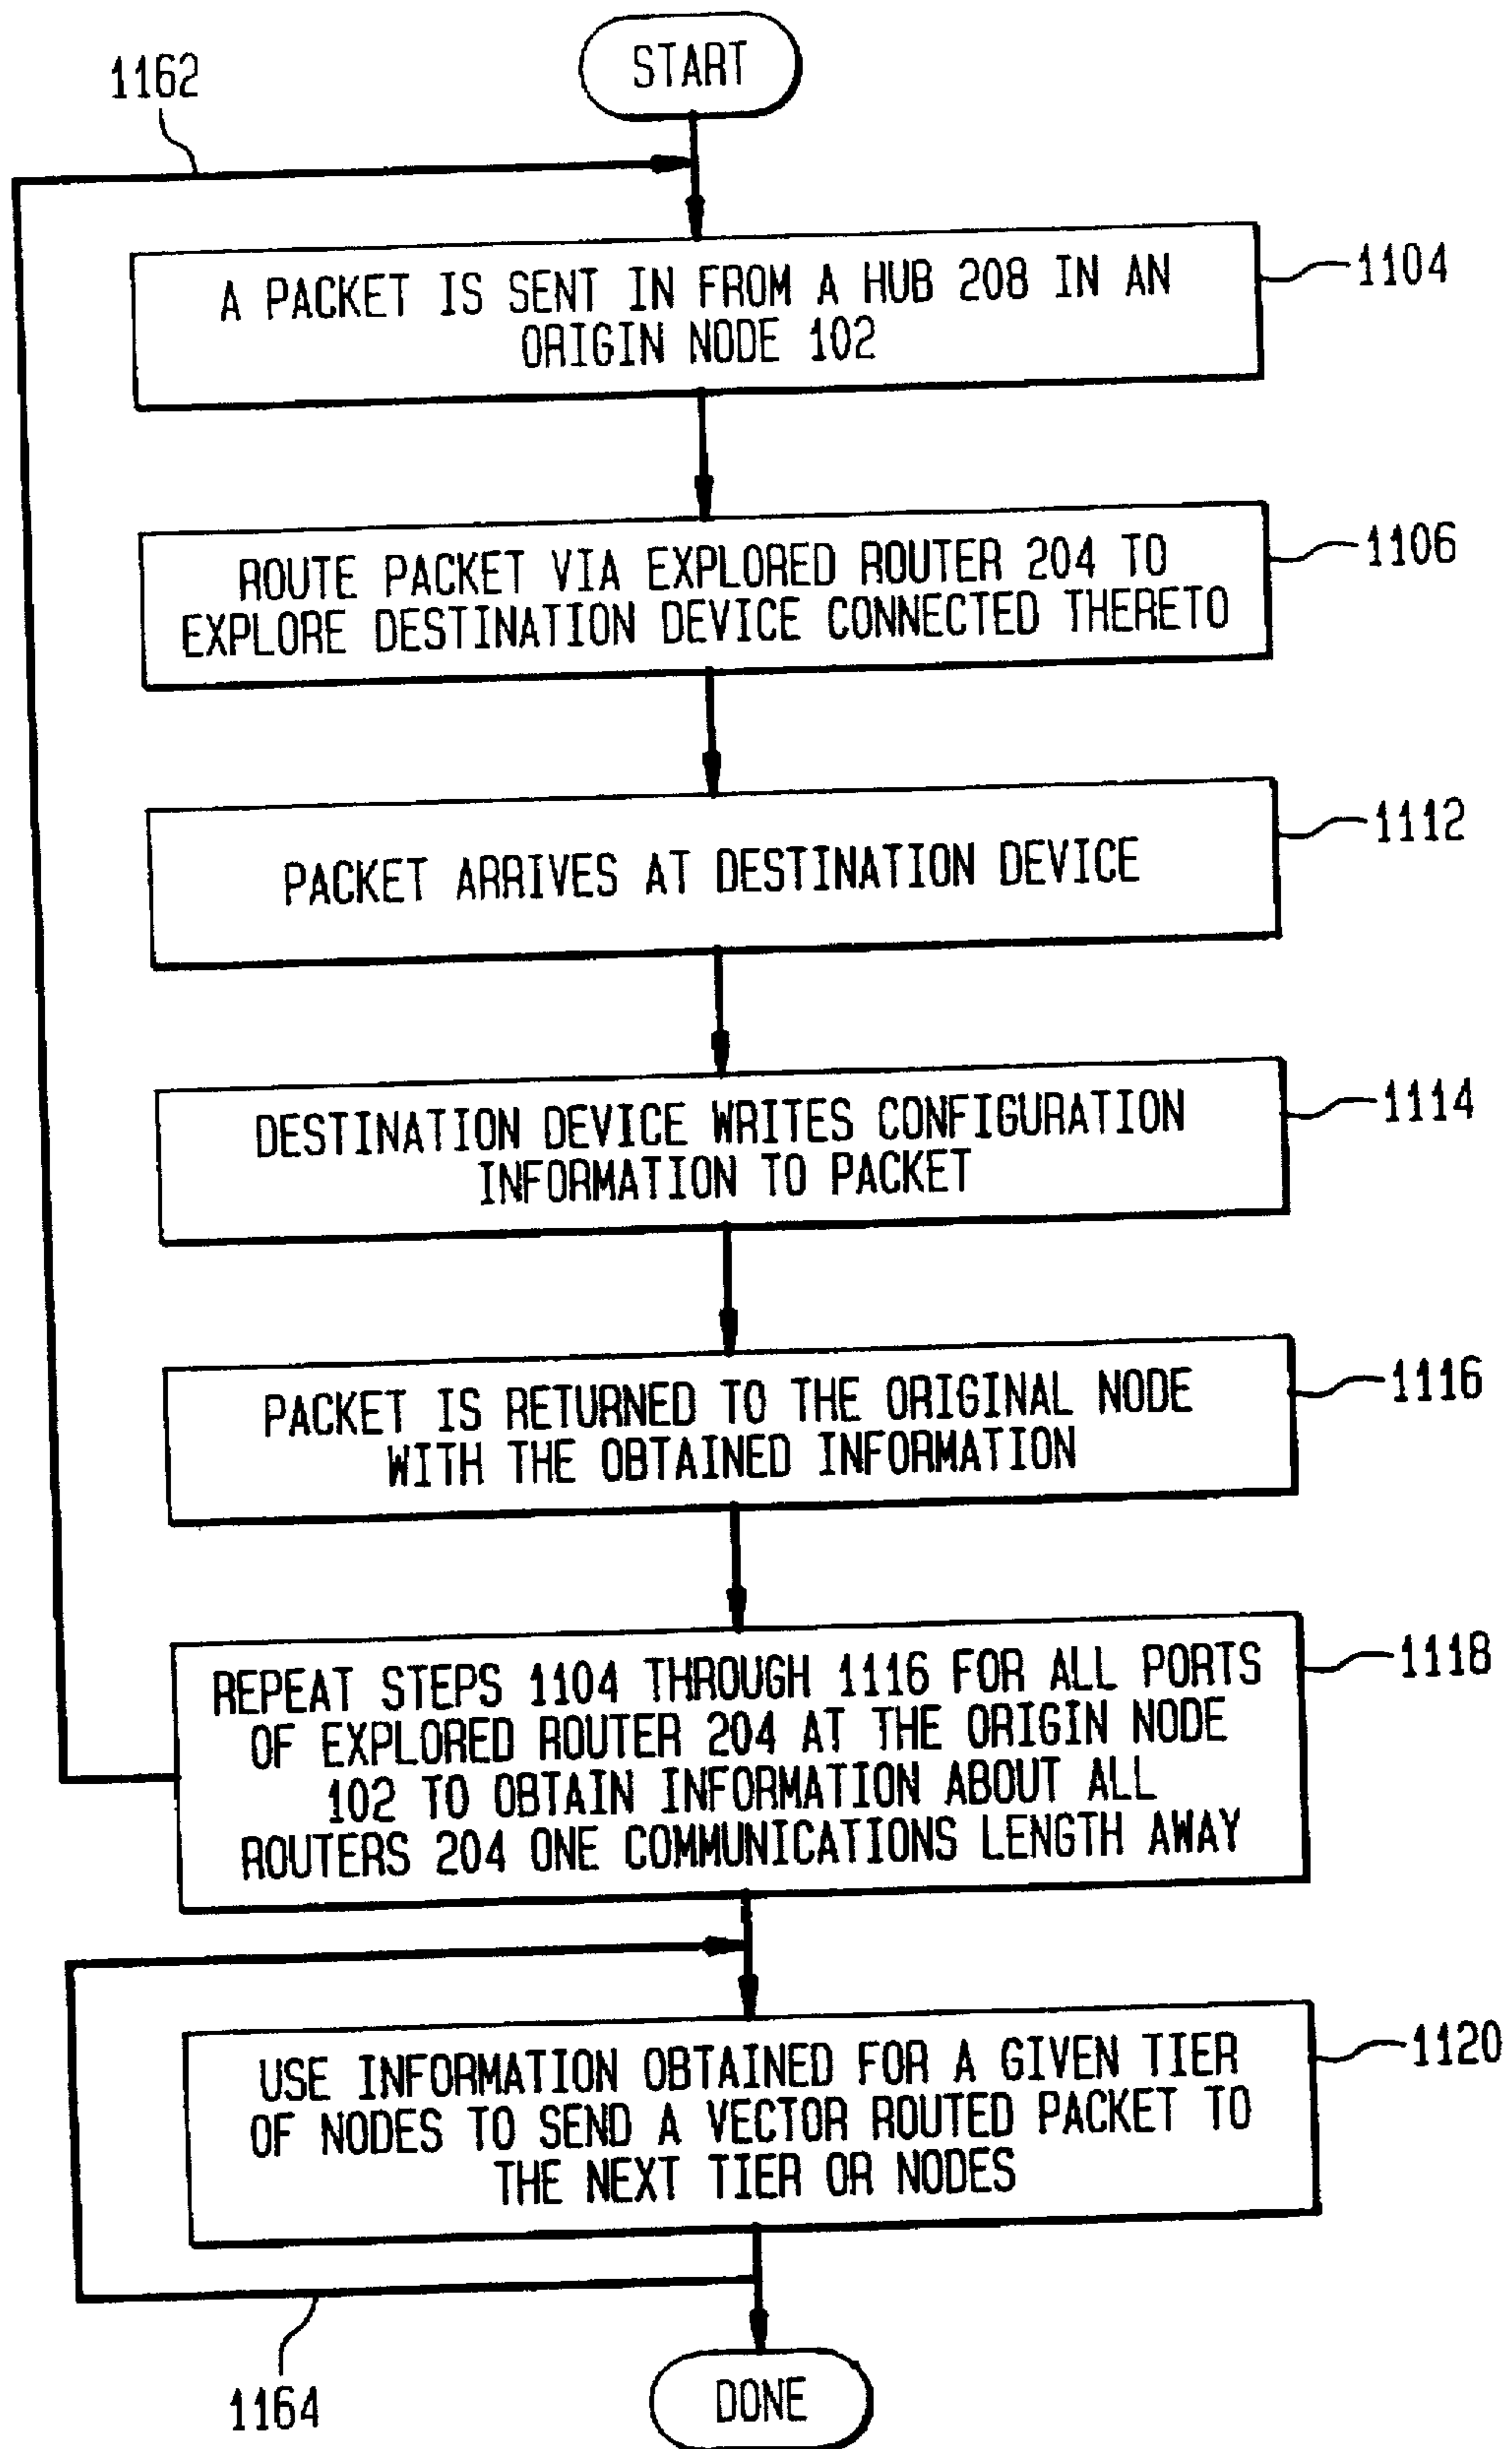 START
1162
A PACKET IS SENT IN FROM A HUB 208 IN AN
ORIGIN NODE 102
1104
ROUTE PACKET VIA EXPLORED ROUTER 204 TO
EXPLORE DESTINATION DEVICE CONNECTED THERETO
1106
PACKET ARRIVES AT DESTINATION DEVICE
1112
DESTINATION DEVICE WRITES CONFIGURATION
INFORMATION TO PACKET
1114
PACKET IS RETURNED TO THE ORIGINAL NODE
WITH THE OBTAINED INFORMATION
1116
REPEAT STEPS 1104 THROUGH 1116 FOR ALL PORTS
OF EXPLORED ROUTER 204 AT THE ORIGIN NODE
102 TO OBTAIN INFORMATION ABOUT ALL
ROUTERS 204 ONE COMMUNICATIONS LENGTH AWAY
1118
USE INFORMATION OBTAINED FOR A GIVEN TIER
OF NODES TO SEND A VECTOR ROUTED PACKET TO
THE NEXT TIER OR NODES
1120
1164
DONE